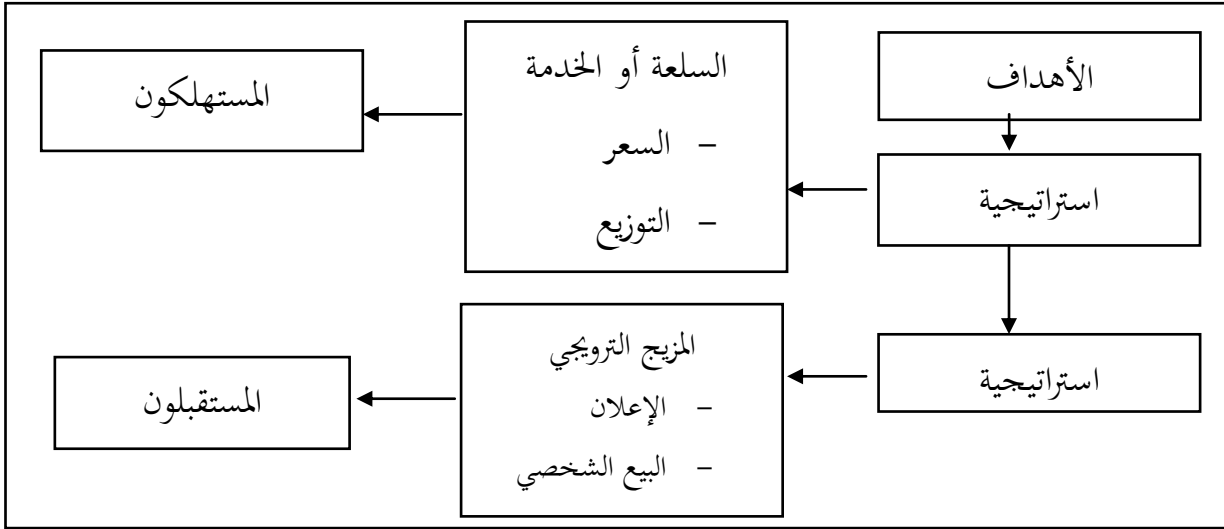 الأهداف
استراتيجية
السلعة أو الخدمة
– السعر
– التوزيع
المستهلكون
استراتيجية
المزيج الترويجي
– الإعلان
– البيع الشخصي
المستقبلون